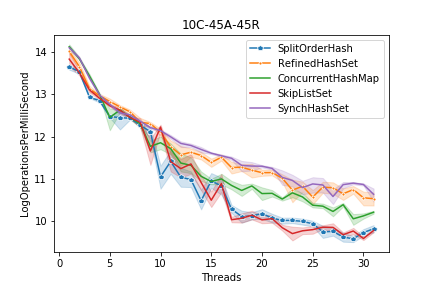 10C-45A-45R
SplitOrderHash
RefinedHashSet
ConcurrentHashMap
SkipListSet
SynchHashSet
LogOperationsPerMilliSecond
14
13
12
11
10
0
5
10
15
20
25
30
Threads